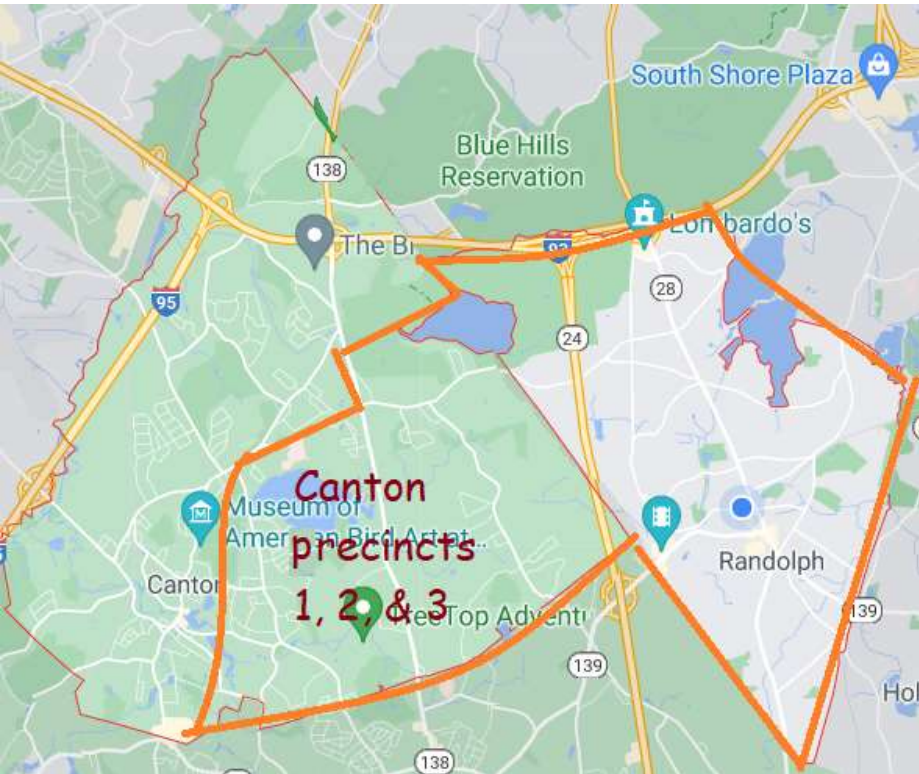 South Shore Plaza
Blue Hills
Reservation
138
The Bl
Lombardo's
93
28
95
24
Canton
precincts
1, 2, & 3
Museum of
American Bird Art at...
Canton
TreeTop Adventu
Randolph
139
139
Hol
138